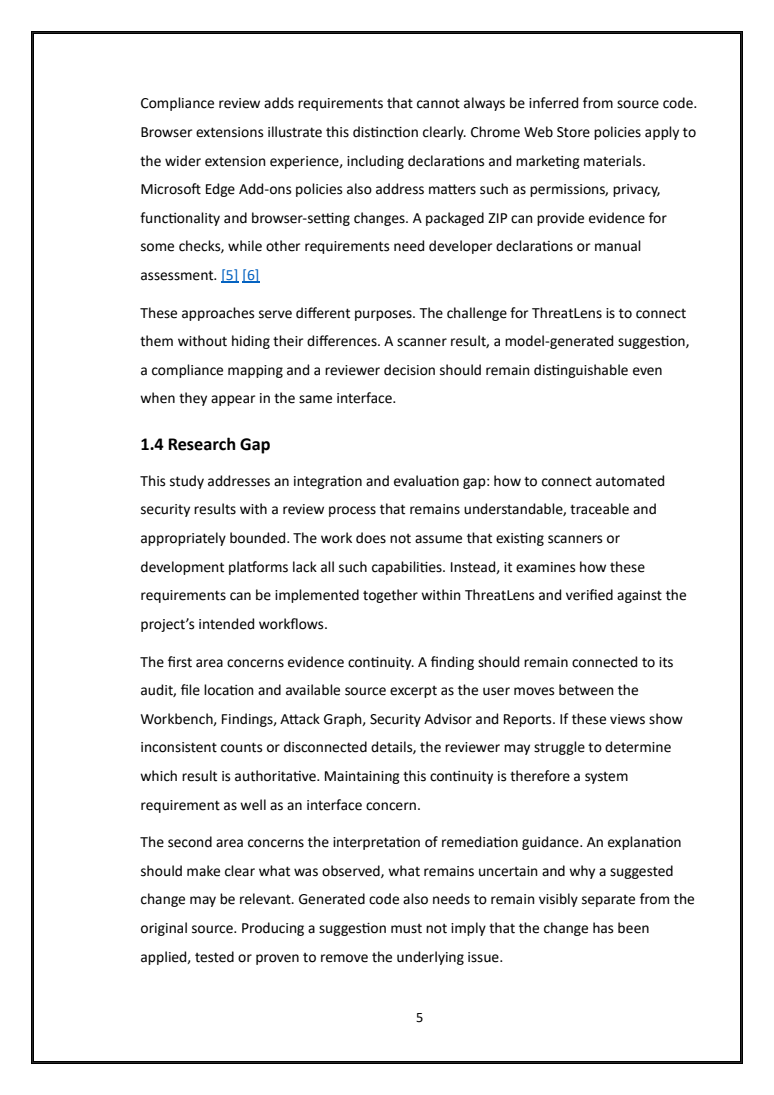 Compliance review adds requirements that cannot always be inferred from source code.
Browser extensions illustrate this distinction clearly. Chrome Web Store policies apply to
the wider extension experience, including declarations and marketing materials.
Microsoft Edge Add-ons policies also address matters such as permissions, privacy,
functionality and browser-setting changes. A packaged ZIP can provide evidence for
some checks, while other requirements need developer declarations or manual
assessment. [5] [6]
These approaches serve different purposes. The challenge for ThreatLens is to connect
them without hiding their differences. A scanner result, a model-generated suggestion,
a compliance mapping and a reviewer decision should remain distinguishable even
when they appear in the same interface.
1.4 Research Gap
This study addresses an integration and evaluation gap: how to connect automated
security results with a review process that remains understandable, traceable and
appropriately bounded. The work does not assume that existing scanners or
development platforms lack all such capabilities. Instead, it examines how these
requirements can be implemented together within ThreatLens and verified against the
project’s intended workflows.
The first area concerns evidence continuity. A finding should remain connected to its
audit, file location and available source excerpt as the user moves between the
Workbench, Findings, Attack Graph, Security Advisor and Reports. If these views show
inconsistent counts or disconnected details, the reviewer may struggle to determine
which result is authoritative. Maintaining this continuity is therefore a system
requirement as well as an interface concern.
The second area concerns the interpretation of remediation guidance. An explanation
should make clear what was observed, what remains uncertain and why a suggested
change may be relevant. Generated code also needs to remain visibly separate from the
original source. Producing a suggestion must not imply that the change has been
applied, tested or proven to remove the underlying issue.
5